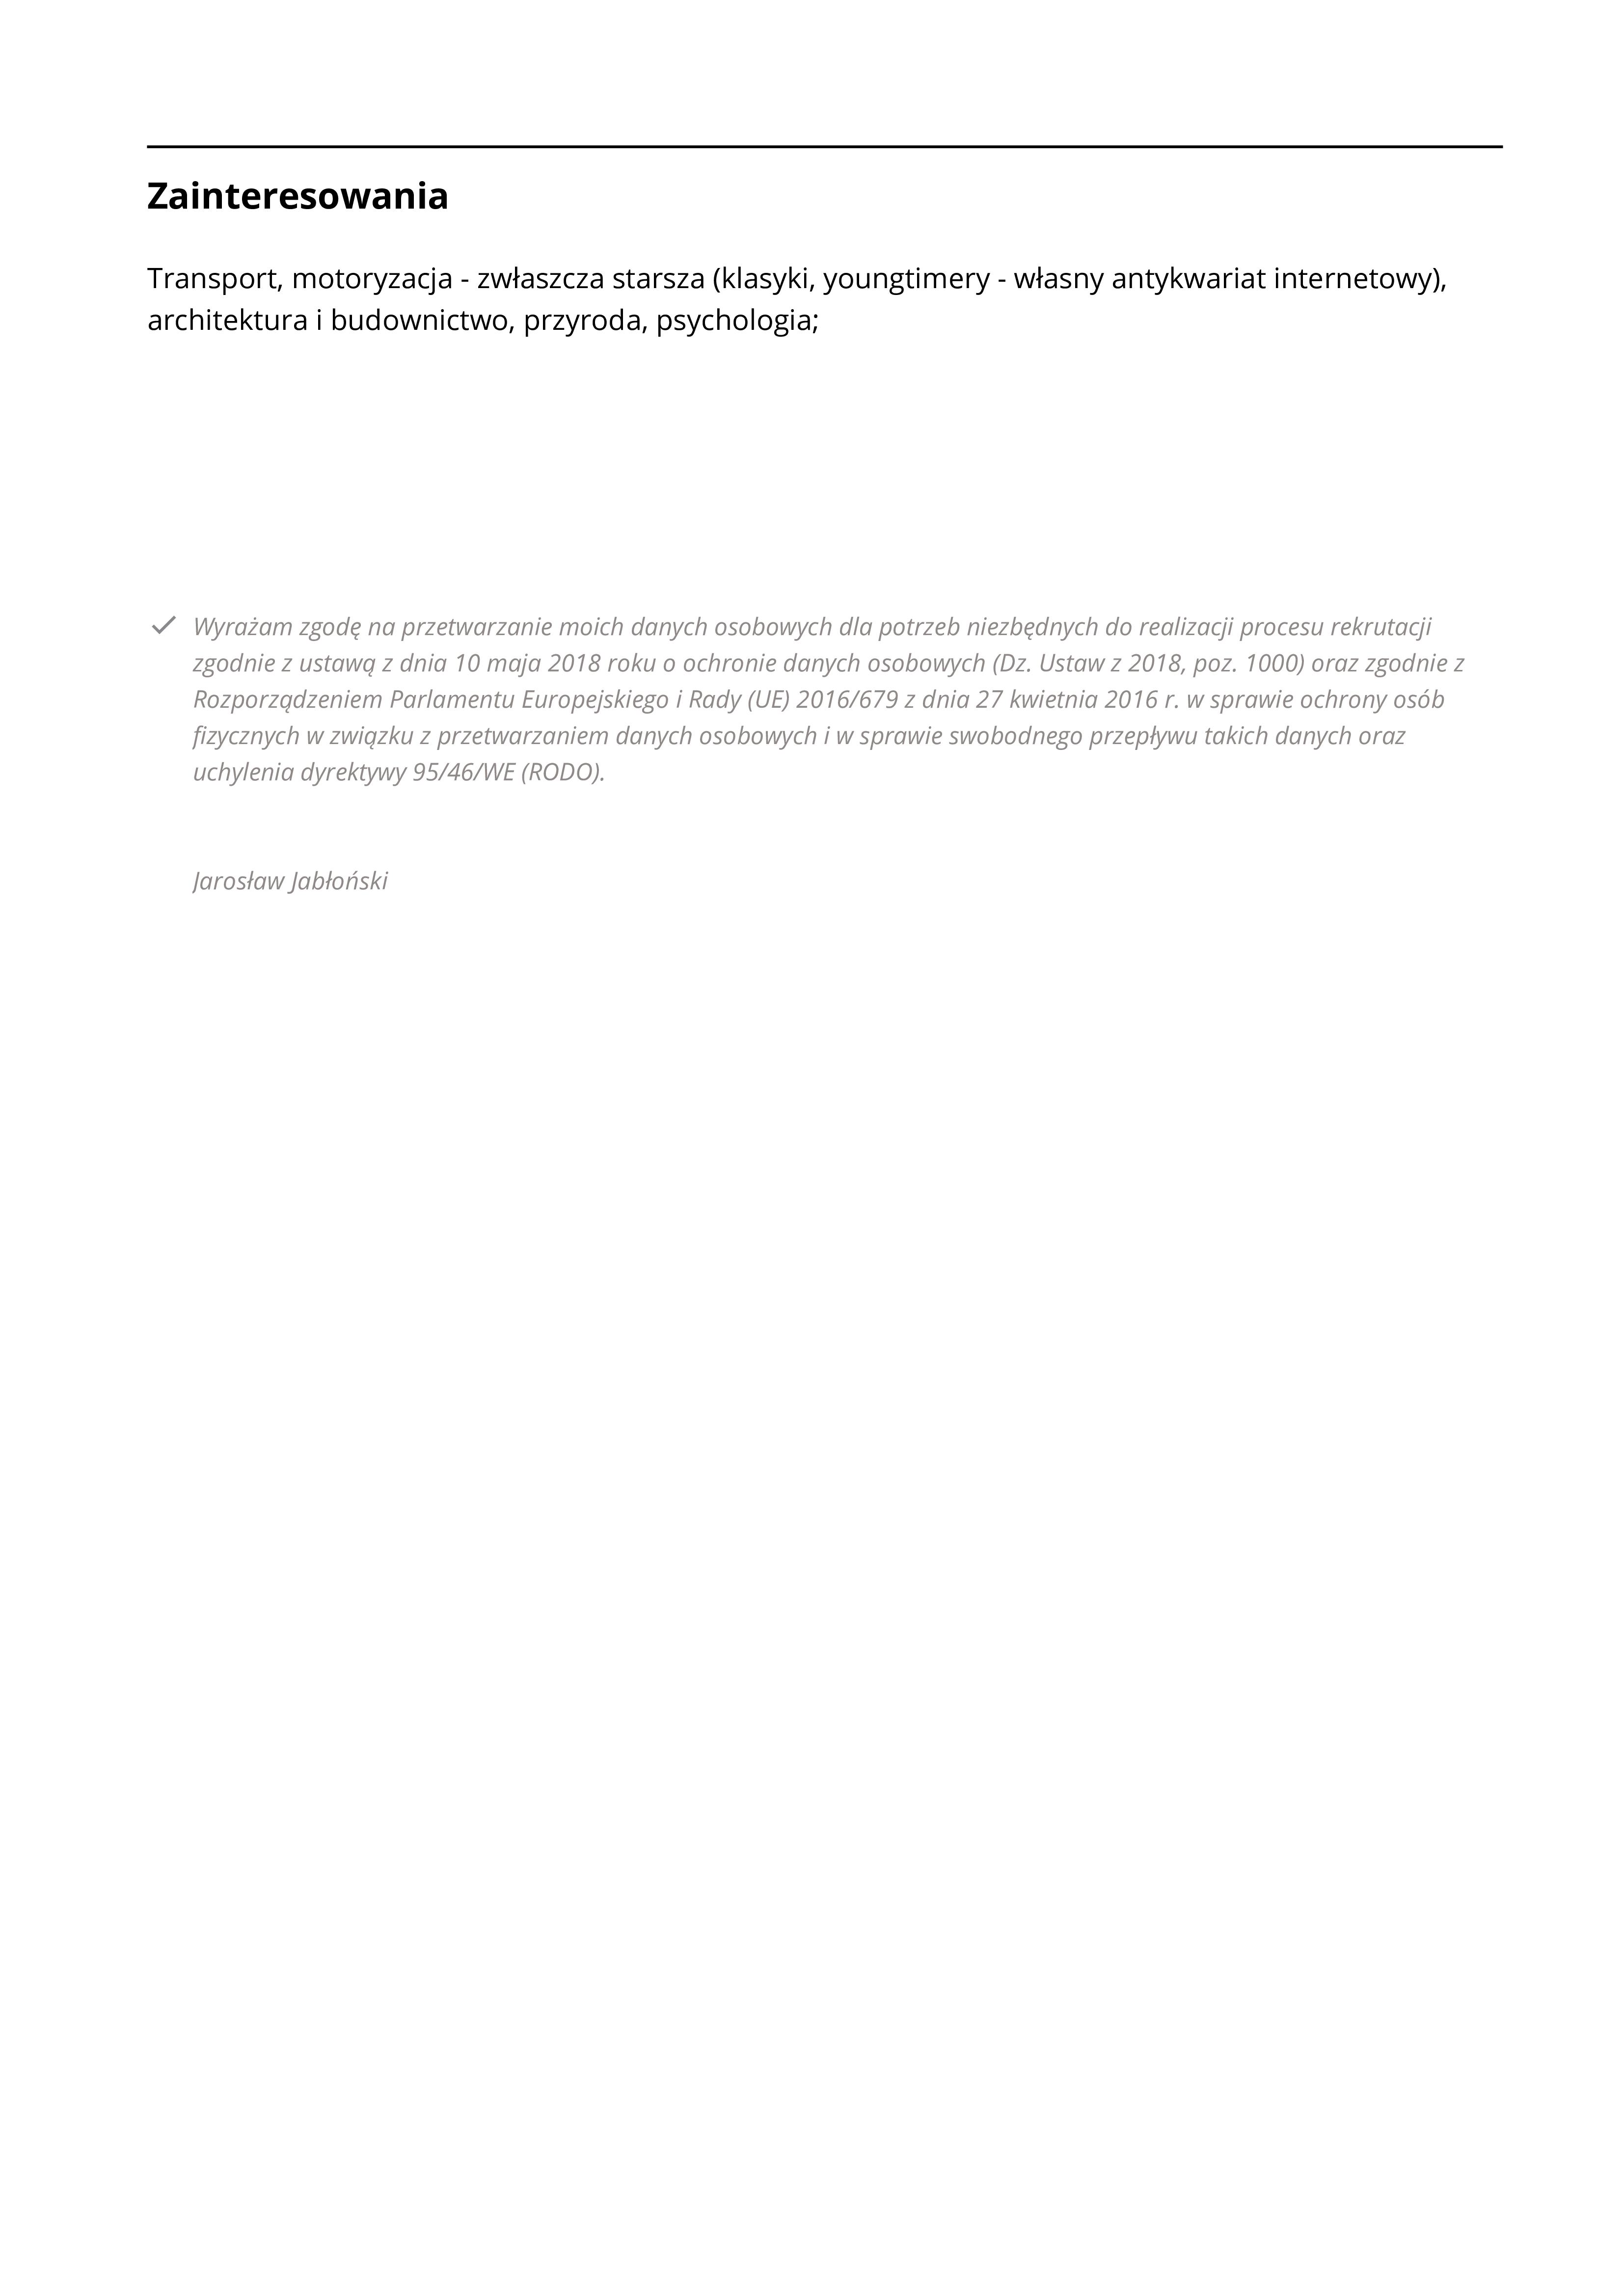 Zainteresowania
Transport, motoryzacja - zwłaszcza starsza (klasyki, youngtimery - własny antykwariat internetowy),
architektura i budownictwo, przyroda, psychologia;
Wyrażam zgodę na przetwarzanie moich danych osobowych dla potrzeb niezbędnych do realizacji procesu rekrutacji
zgodnie z ustawą z dnia 10 maja 2018 roku o ochronie danych osobowych (Dz. Ustaw z 2018, poz. 1000) oraz zgodnie z
Rozporządzeniem Parlamentu Europejskiego i Rady (UE) 2016/679 z dnia 27 kwietnia 2016 r. w sprawie ochrony osób
fizycznych w związku z przetwarzaniem danych osobowych i w sprawie swobodnego przepływu takich danych oraz
uchylenia dyrektywy 95/46/WE (RODO).
Jarosław Jabłoński